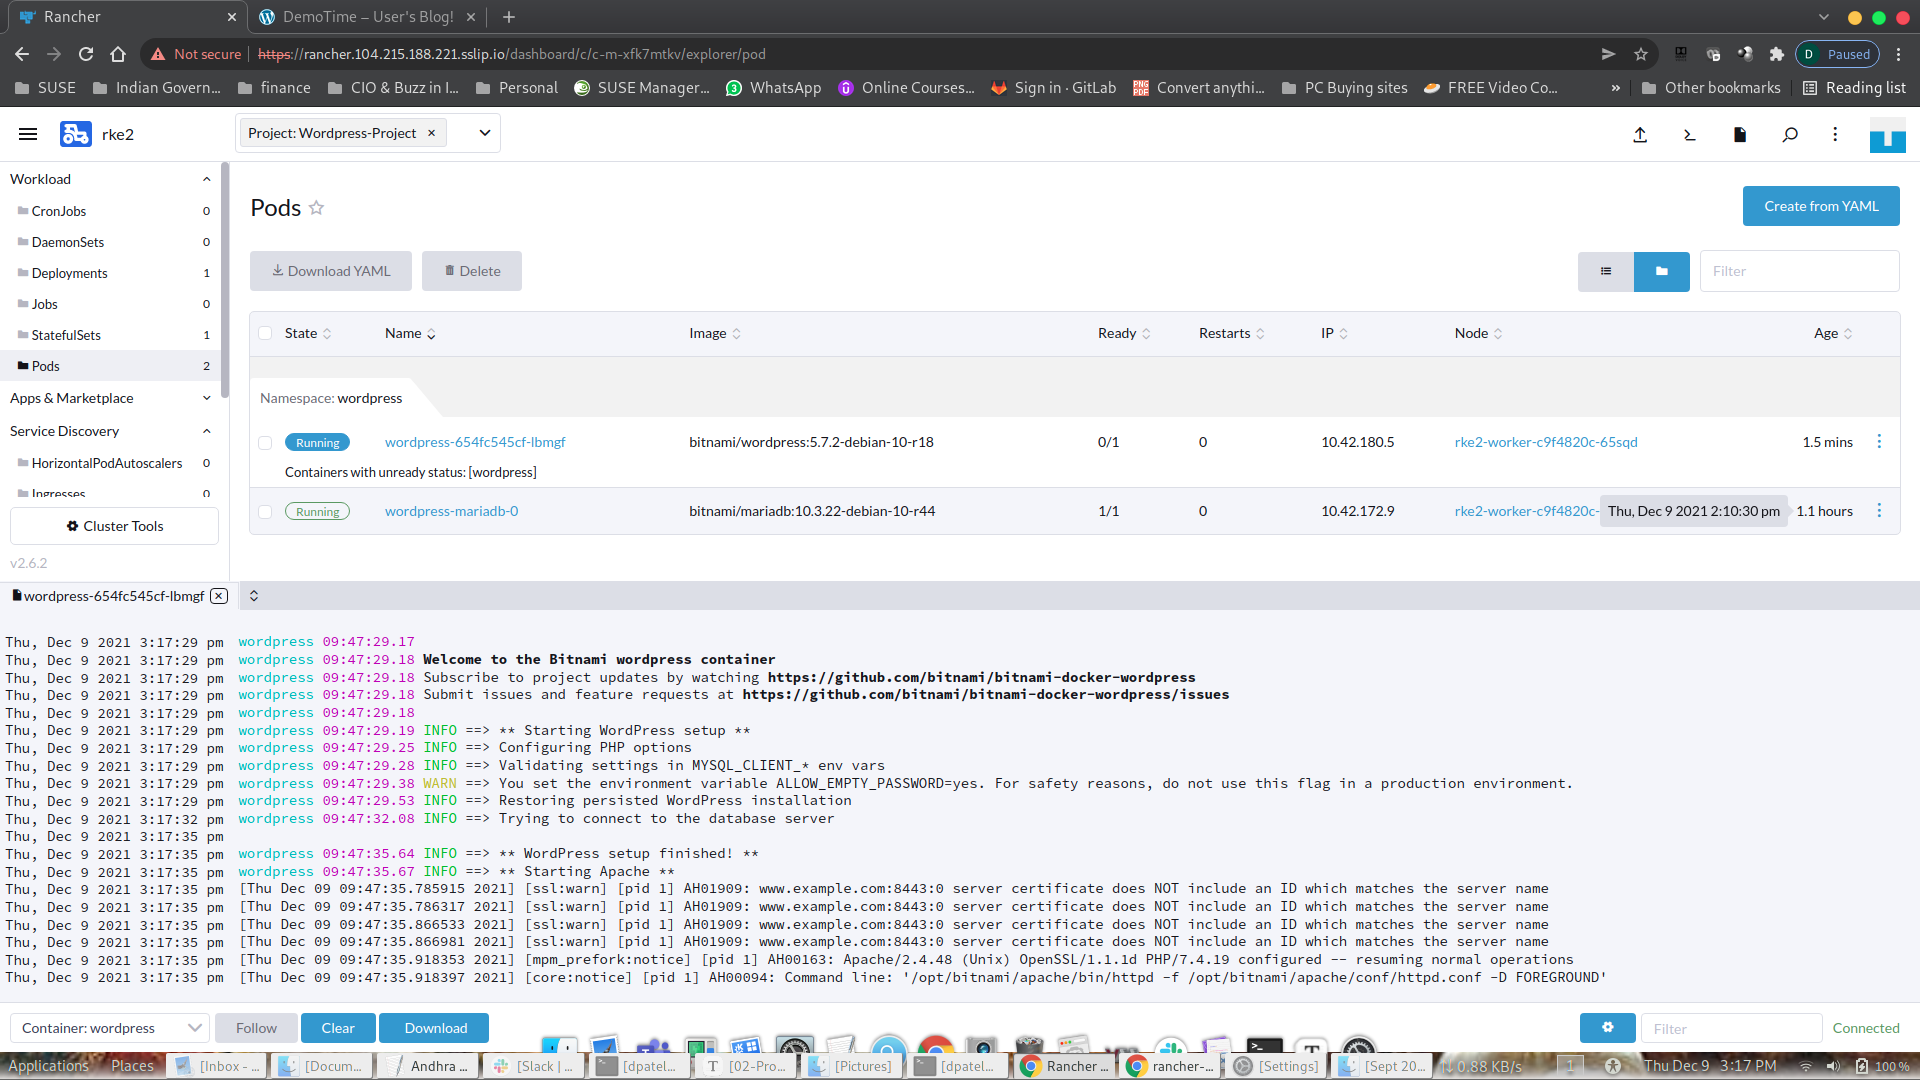 Rancher
DemoTime – User's Blog!
Not secure
https://rancher.104.215.188.221.sslip.io/dashboard/c/c-m-xfk7mtkv/explorer/pod
D Paused
SUSE
Indian Govern...
finance
CIO & Buzz in I...
Personal
SUSE Manager...
WhatsApp
Online Courses...
Sign in · GitLab
Convert anythi...
PC Buying sites
FREE Video Co...
»
Other bookmarks
Reading list
rke2
Project: Wordpress-Project
Workload
CronJobs 0
DaemonSets 0
Deployments 1
Jobs 0
StatefulSets 1
Pods 2
Apps & Marketplace
Service Discovery
HorizontalPodAutoscalers 0
Ingresses 0
Cluster Tools
v2.6.2
Pods
Create from YAML
Download YAML
Delete
Filter
State Name Image Ready Restarts IP Node Age
Namespace: wordpress
Running wordpress-654fc545cf-lbmgf bitnami/wordpress:5.7.2-debian-10-r18 0/1 0 10.42.180.5 rke2-worker-c9f4820c-65sqd 1.5 mins
Containers with unready status: [wordpress]
Running wordpress-mariadb-0 bitnami/mariadb:10.3.22-debian-10-r44 1/1 0 10.42.172.9 rke2-worker-c9f4820c- Thu, Dec 9 2021 2:10:30 pm 1.1 hours
wordpress-654fc545cf-lbmgf
Thu, Dec 9 2021 3:17:29 pm wordpress 09:47:29.17
Thu, Dec 9 2021 3:17:29 pm wordpress 09:47:29.18 Welcome to the Bitnami wordpress container
Thu, Dec 9 2021 3:17:29 pm wordpress 09:47:29.18 Subscribe to project updates by watching https://github.com/bitnami/bitnami-docker-wordpress
Thu, Dec 9 2021 3:17:29 pm wordpress 09:47:29.18 Submit issues and feature requests at https://github.com/bitnami/bitnami-docker-wordpress/issues
Thu, Dec 9 2021 3:17:29 pm wordpress 09:47:29.18
Thu, Dec 9 2021 3:17:29 pm wordpress 09:47:29.19 INFO ==> ** Starting WordPress setup **
Thu, Dec 9 2021 3:17:29 pm wordpress 09:47:29.25 INFO ==> Configuring PHP options
Thu, Dec 9 2021 3:17:29 pm wordpress 09:47:29.28 INFO ==> Validating settings in MYSQL_CLIENT_* env vars
Thu, Dec 9 2021 3:17:29 pm wordpress 09:47:29.38 WARN ==> You set the environment variable ALLOW_EMPTY_PASSWORD=yes. For safety reasons, do not use this flag in a production environment.
Thu, Dec 9 2021 3:17:29 pm wordpress 09:47:29.53 INFO ==> Restoring persisted WordPress installation
Thu, Dec 9 2021 3:17:32 pm wordpress 09:47:32.08 INFO ==> Trying to connect to the database server
Thu, Dec 9 2021 3:17:35 pm
Thu, Dec 9 2021 3:17:35 pm wordpress 09:47:35.64 INFO ==> ** WordPress setup finished! **
Thu, Dec 9 2021 3:17:35 pm wordpress 09:47:35.67 INFO ==> ** Starting Apache **
Thu, Dec 9 2021 3:17:35 pm [Thu Dec 09 09:47:35.785915 2021] [ssl:warn] [pid 1] AH01909: www.example.com:8443:0 server certificate does NOT include an ID which matches the server name
Thu, Dec 9 2021 3:17:35 pm [Thu Dec 09 09:47:35.786317 2021] [ssl:warn] [pid 1] AH01909: www.example.com:8443:0 server certificate does NOT include an ID which matches the server name
Thu, Dec 9 2021 3:17:35 pm [Thu Dec 09 09:47:35.866533 2021] [ssl:warn] [pid 1] AH01909: www.example.com:8443:0 server certificate does NOT include an ID which matches the server name
Thu, Dec 9 2021 3:17:35 pm [Thu Dec 09 09:47:35.866981 2021] [ssl:warn] [pid 1] AH01909: www.example.com:8443:0 server certificate does NOT include an ID which matches the server name
Thu, Dec 9 2021 3:17:35 pm [Thu Dec 09 09:47:35.918353 2021] [mpm_prefork:notice] [pid 1] AH00163: Apache/2.4.48 (Unix) OpenSSL/1.1.1d PHP/7.4.19 configured -- resuming normal operations
Thu, Dec 9 2021 3:17:35 pm [Thu Dec 09 09:47:35.918397 2021] [core:notice] [pid 1] AH00094: Command line: '/opt/bitnami/apache/bin/httpd -f /opt/bitnami/apache/conf/httpd.conf -D FOREGROUND'
Container: wordpress
Follow
Clear
Download
Filter
Connected
Applications Places [Inbox - ... [Docum... Andhra ... [Slack | ... [dpatel... [02-Pro... [Pictures] [dpatel... Rancher ... rancher-... [Settings] [Sept 20... 0.88 KB/s 1 Thu Dec 9 3:17 PM 100 %